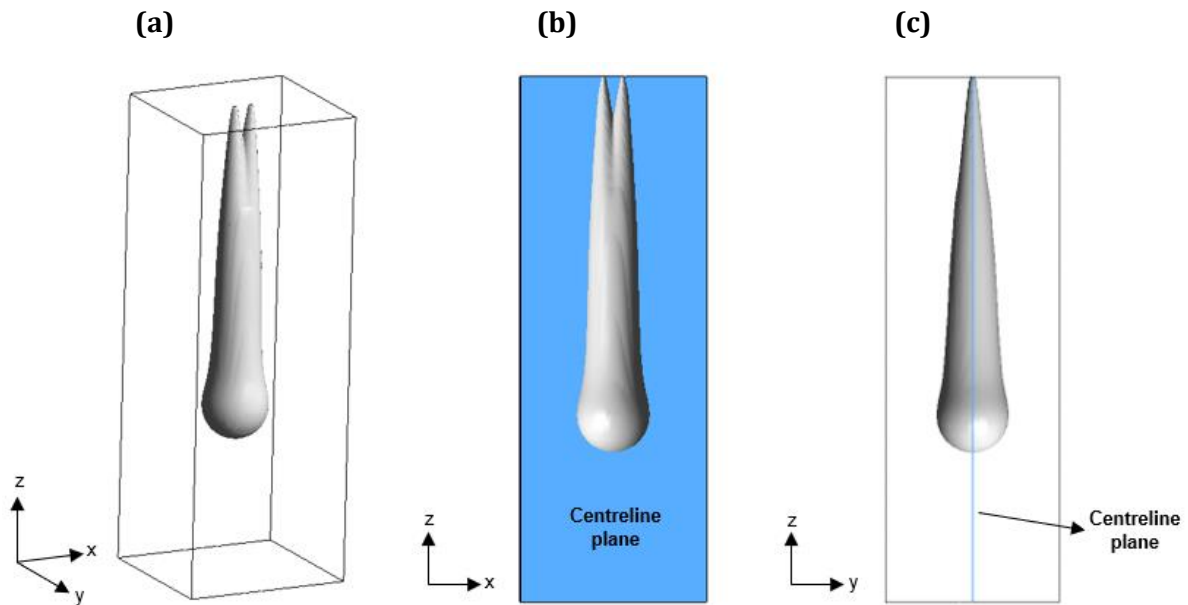 (a)
(b)
(c)
z
x
y
Centreline
plane
z
x
Centreline
plane
z
y